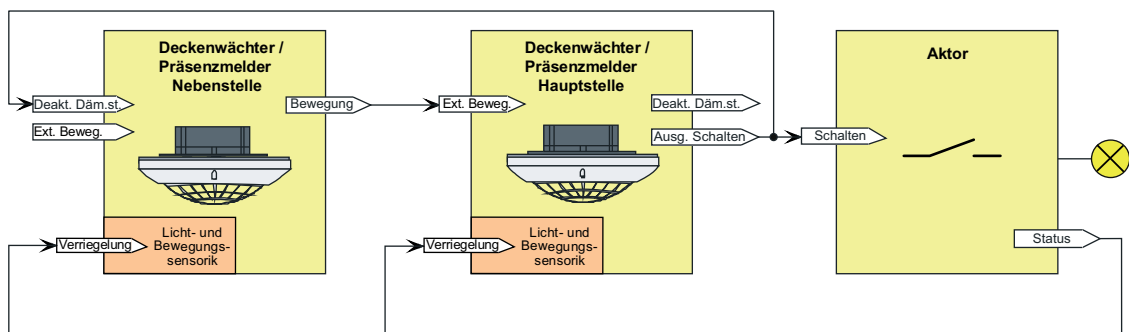 Deckenwächter /
Präsenzmelder
Nebenstelle
Deakt. Däm.st.
Ext. Beweg.
Bewegung
Verriegelung
Licht- und
Bewegungs-
sensorik
Deckenwächter /
Präsenzmelder
Hauptstelle
Ext. Beweg.
Deakt. Däm.st.
Ausg. Schalten
Verriegelung
Licht- und
Bewegungs-
sensorik
Aktor
Schalten
Status